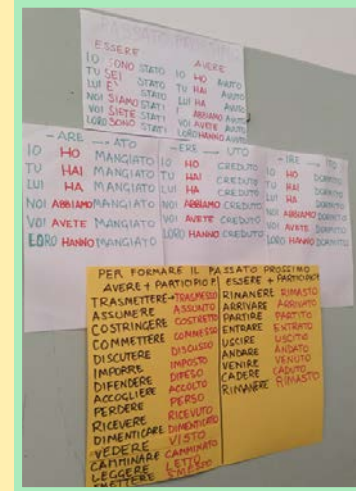 PASSATO PROSSIMO
ESSERE AVERE
IO SONO STATO IO HO AVUTO
TU SEI STATO TU HAI AVUTO
LUI È STATO LUI HA AVUTO
NOI SIAMO STATI NOI ABBIAMO AVUTO
VOI SIETE STATI VOI AVETE AVUTO
LORO SONO STATI LORO HANNO AVUTO
-ARE → ATO
IO HO MANGIATO
TU HAI MANGIATO
LUI HA MANGIATO
NOI ABBIAMO MANGIATO
VOI AVETE MANGIATO
LORO HANNO MANGIATO
-ERE → UTO
IO HO CREDUTO
TU HAI CREDUTO
LUI HA CREDUTO
NOI ABBIAMO CREDUTO
VOI AVETE CREDUTO
LORO HANNO CREDUTO
-IRE → ITO
IO HO DORMITO
TU HAI DORMITO
LUI HA DORMITO
NOI ABBIAMO DORMITO
VOI AVETE DORMITO
LORO HANNO DORMITO
PER FORMARE IL PASSATO PROSSIMO
AVERE + PARTICIPIO
TRASMETTERE → TRASMESSO
ASSUMERE ASSUNTO
COSTRINGERE COSTRETTO
COMMETTERE COMMESSO
DISCUTERE DISCUSSO
IMPORRE IMPOSTO
DIFENDERE DIFESO
ACCOGLIERE ACCOLTO
PERDERE PERSO
RICEVERE RICEVUTO
DIMENTICARE DIMENTICATO
VEDERE VISTO
CAMMINARE CAMMINATO
LEGGERE LETTO
SMETTERE SMESSO
ESSERE + PARTICIPIO
RIMANERE RIMASTO
ARRIVARE ARRIVATO
PARTIRE PARTITO
ENTRARE ENTRATO
USCIRE USCITO
ANDARE ANDATO
VENIRE VENUTO
CADERE CADUTO
RIMANERE RIMASTO